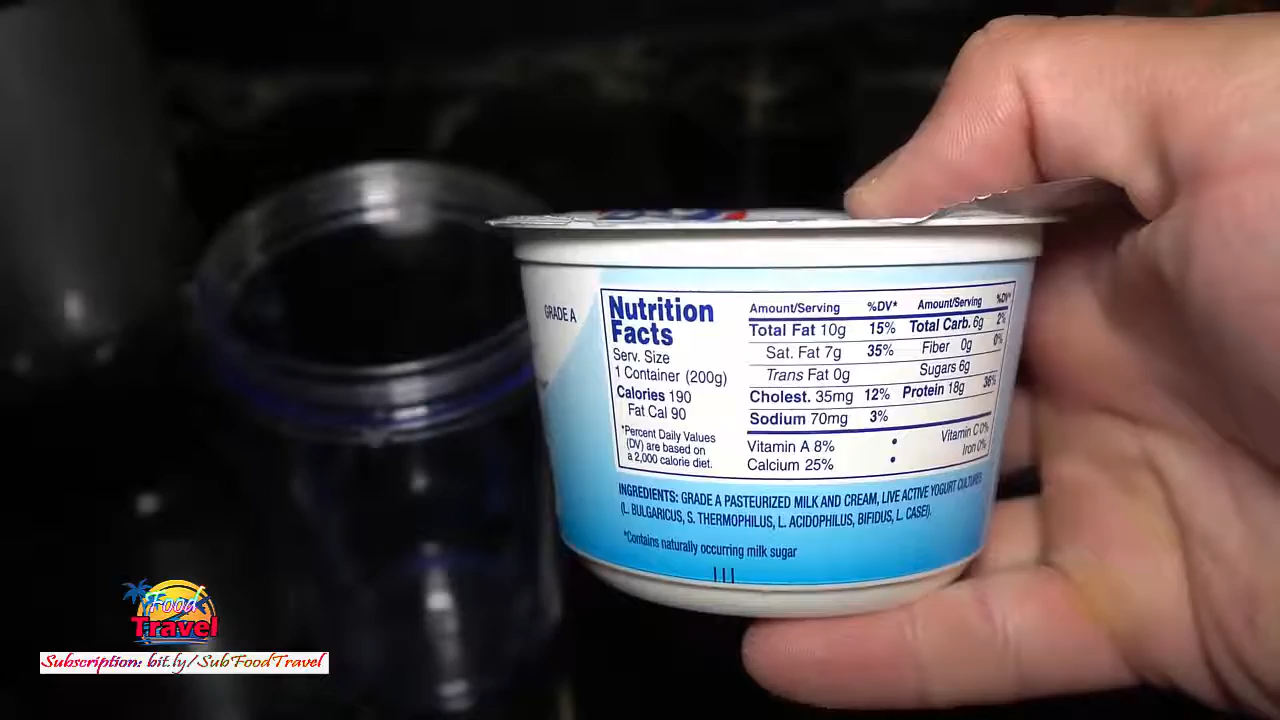 GRADE A
Nutrition
Facts
Serv. Size
1 Container (200g)
Calories 190
Fat Cal 90
*Percent Daily Values
(DV) are based on
a 2,000 calorie diet.
Amount/Serving %DV*
Total Fat 10g 15%
Sat. Fat 7g 35%
Trans Fat 0g
Cholest. 35mg 12%
Sodium 70mg 3%
Amount/Serving %DV*
Total Carb. 6g 2%
Fiber 0g 0%
Sugars 6g
Protein 18g 36%
Vitamin A 8% • Vitamin C 0%
Calcium 25% • Iron 0%
INGREDIENTS: GRADE A PASTEURIZED MILK AND CREAM, LIVE ACTIVE YOGURT CULTURES
(L. BULGARICUS, S. THERMOPHILUS, L. ACIDOPHILUS, BIFIDUS, L. CASEI).
*Contains naturally occurring milk sugar
Food
Travel
Subscription: bit.ly/SubFoodTravel